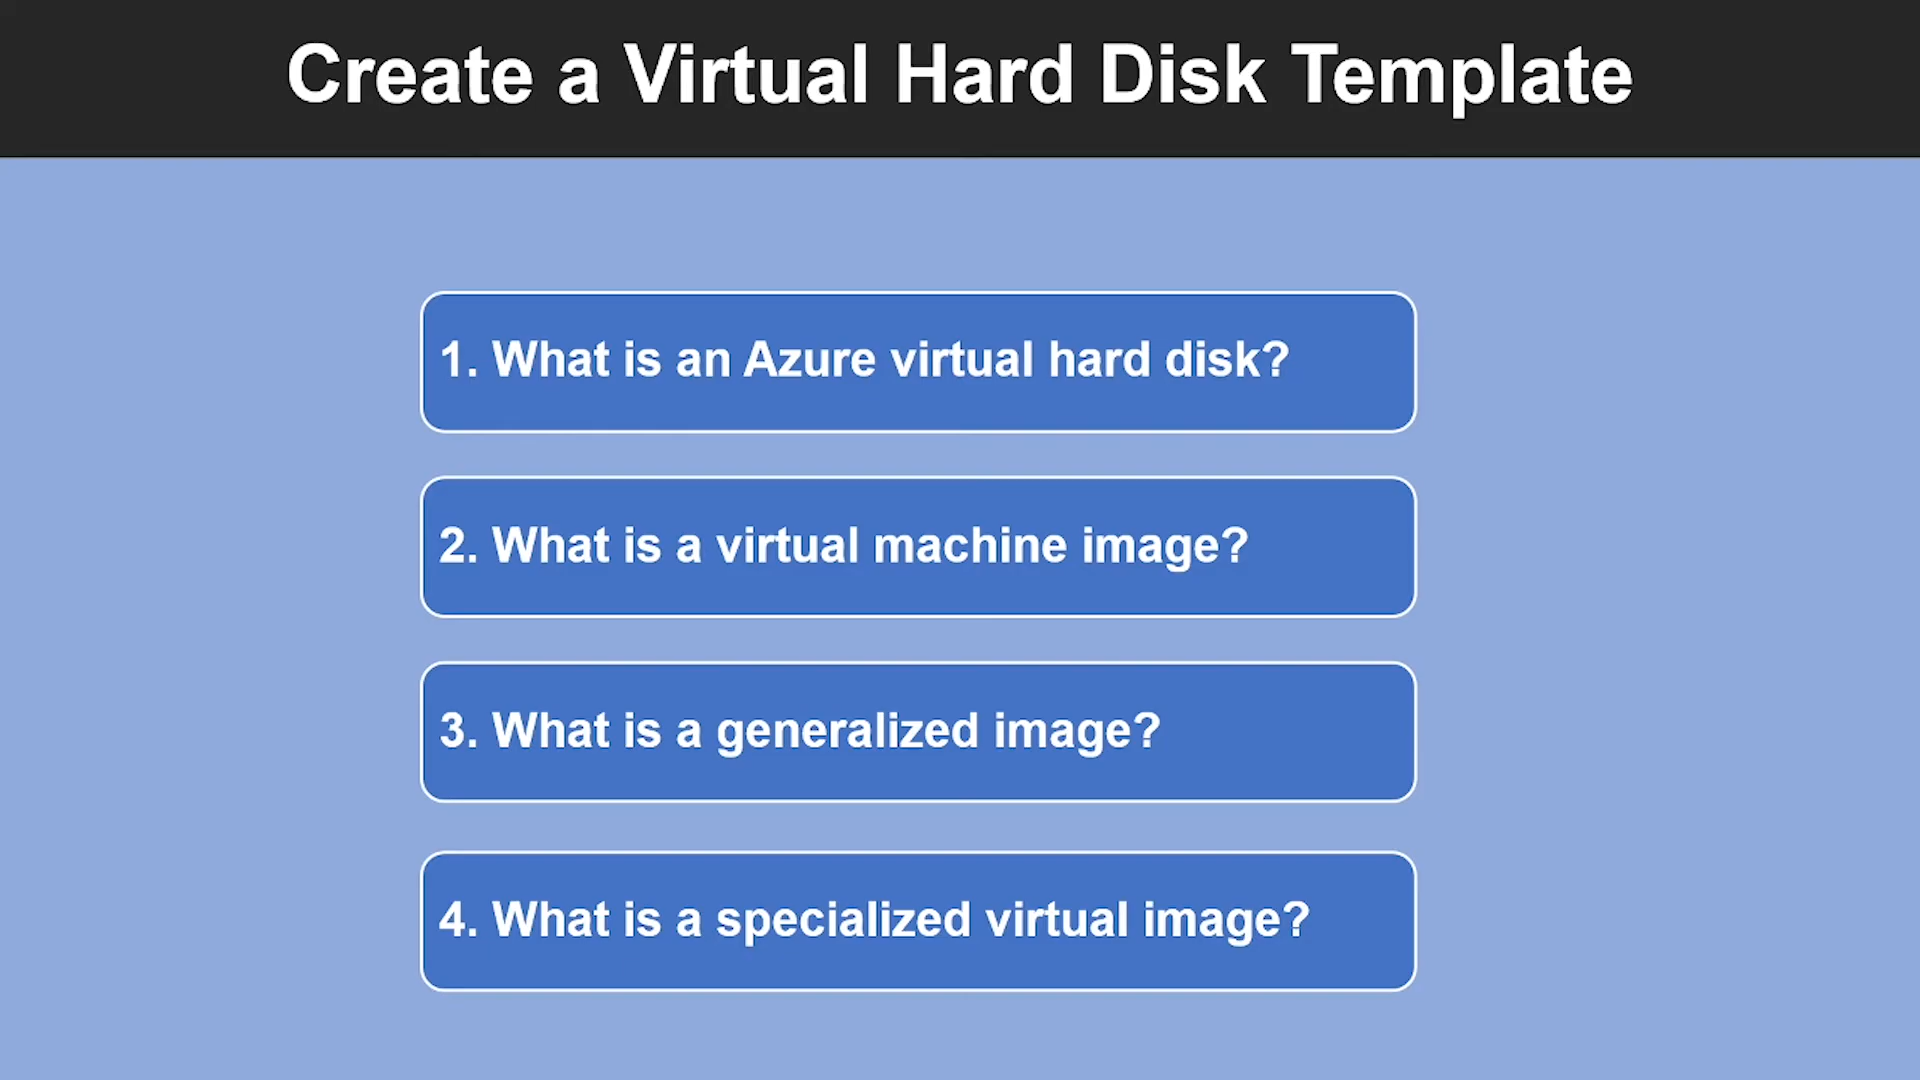 Create a Virtual Hard Disk Template
1. What is an Azure virtual hard disk?
2. What is a virtual machine image?
3. What is a generalized image?
4. What is a specialized virtual image?